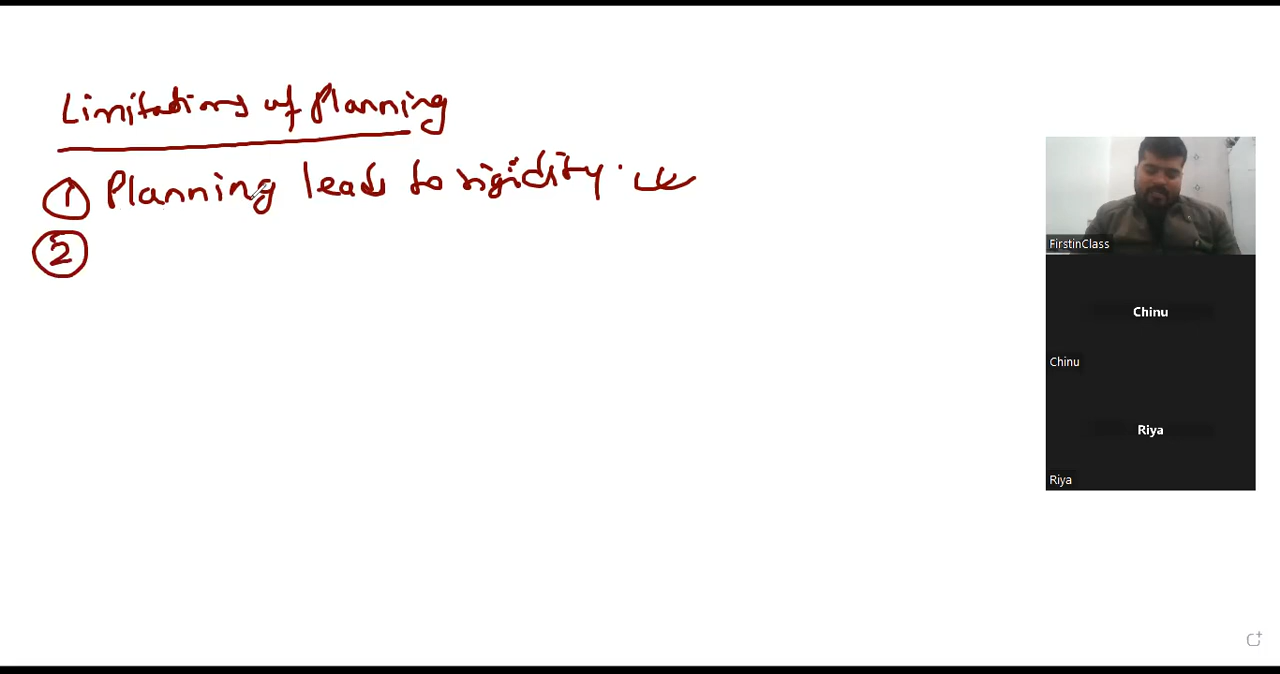 Limitations of Planning
① Planning leads to rigidity.
②
FirstinClass
Chinu
Chinu
Riya
Riya